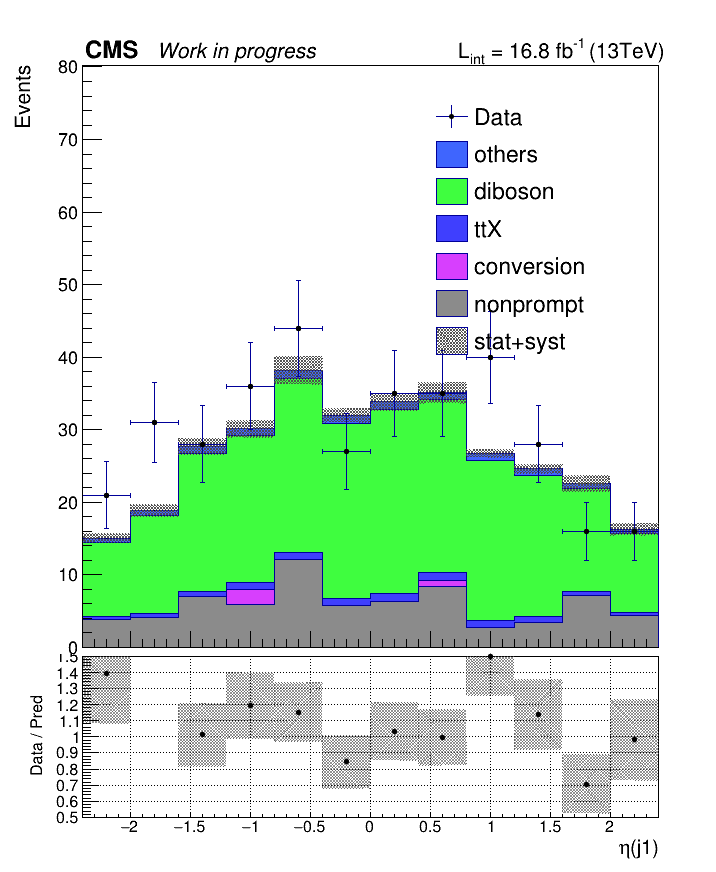 CMS Work in progress L_int = 16.8 fb^-1 (13TeV)
Events
80
70
60
50
40
30
20
10
0
Data
others
diboson
ttX
conversion
nonprompt
stat+syst
Data / Pred
1.5
1.4
1.3
1.2
1.1
1
0.9
0.8
0.7
0.6
0.5
−2 −1.5 −1 −0.5 0 0.5 1 1.5 2
η(j1)